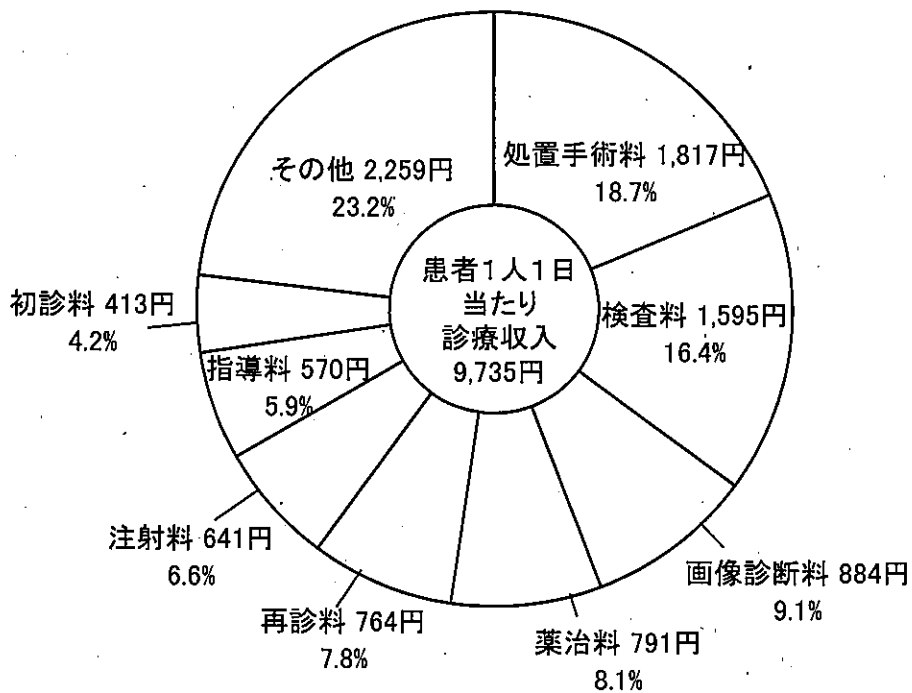 処置手術料 1,817円
18.7%
検査料 1,595円
16.4%
画像診断料 884円
9.1%
薬治料 791円
8.1%
再診料 764円
7.8%
注射料 641円
6.6%
指導料 570円
5.9%
初診料 413円
4.2%
その他 2,259円
23.2%
患者1人1日
当たり
診療収入
9,735円